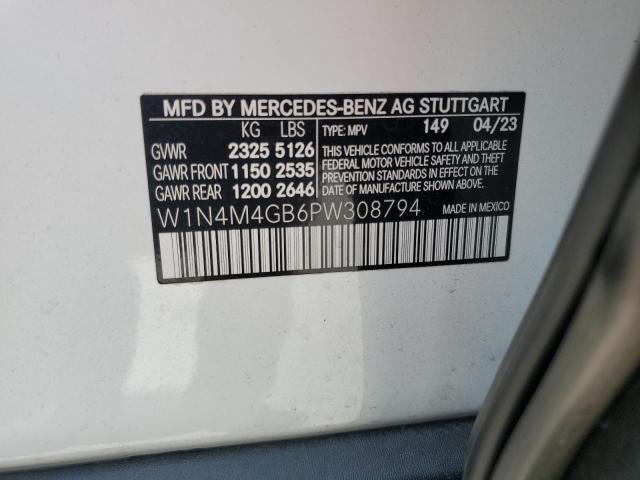 MFD BY MERCEDES-BENZ AG STUTTGART
KG LBS TYPE: MPV 149 04/23
GVWR 2325 5126
GAWR FRONT 1150 2535
GAWR REAR 1200 2646
THIS VEHICLE CONFORMS TO ALL APPLICABLE
FEDERAL MOTOR VEHICLE SAFETY AND THEFT
PREVENTION STANDARDS IN EFFECT ON THE
DATE OF MANUFACTURE SHOWN ABOVE.
W1N4M4GB6PW308794
MADE IN MEXICO